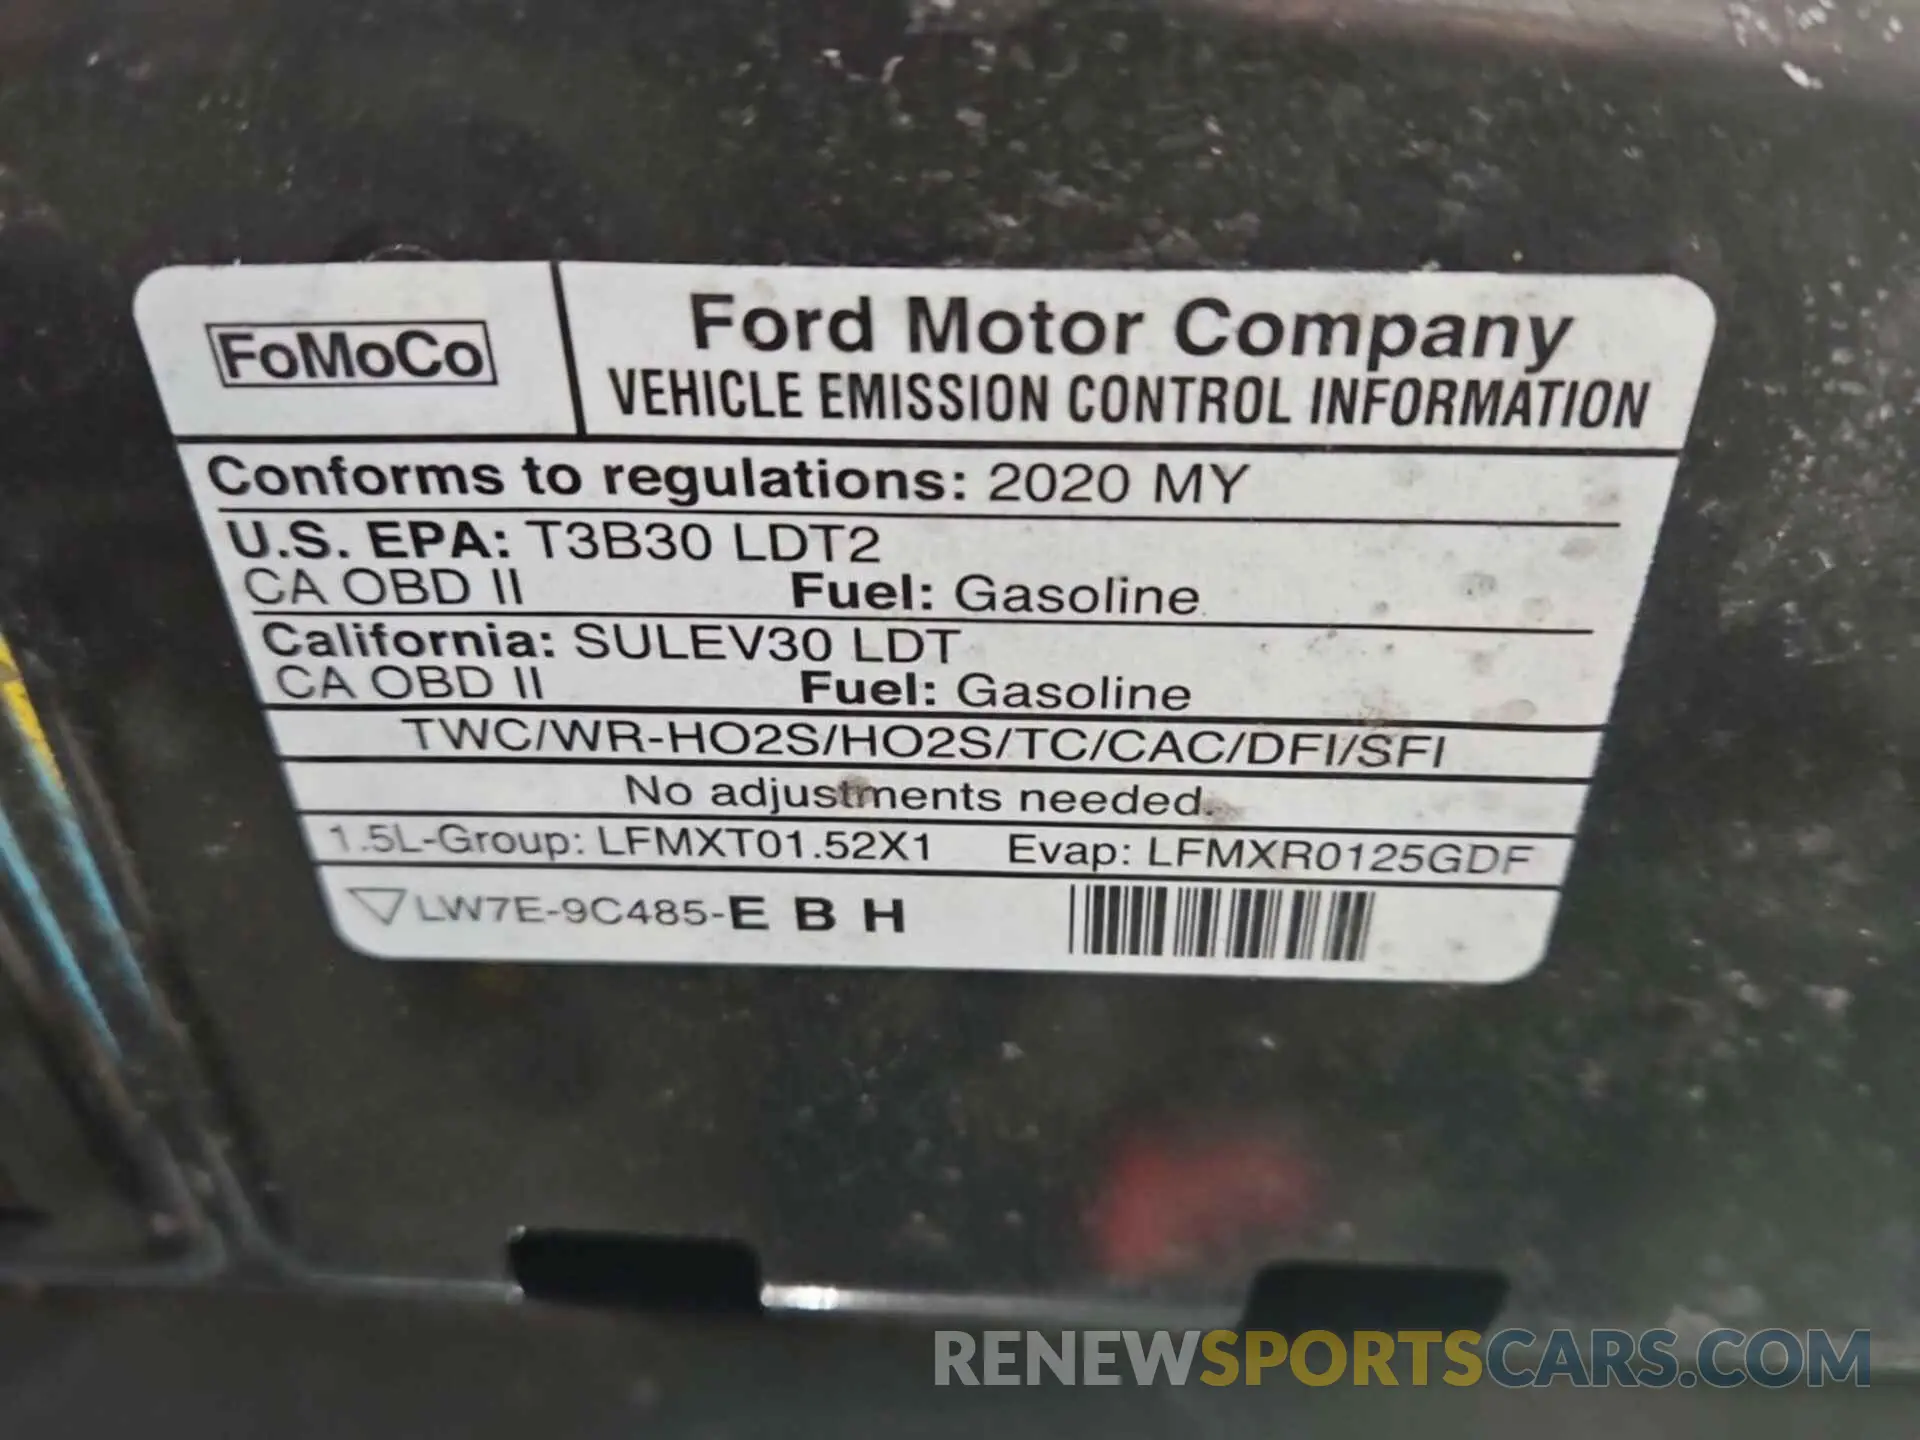 FoMoCo
Ford Motor Company
VEHICLE EMISSION CONTROL INFORMATION
Conforms to regulations: 2020 MY
U.S. EPA: T3B30 LDT2
CA OBD II Fuel: Gasoline
California: SULEV30 LDT
CA OBD II Fuel: Gasoline
TWC/WR-HO2S/HO2S/TC/CAC/DFI/SFI
No adjustments needed.
1.5L-Group: LFMXT01.52X1 Evap: LFMXR0125GDF
LW7E-9C485-E B H
RENEWSPORTSCARS.COM